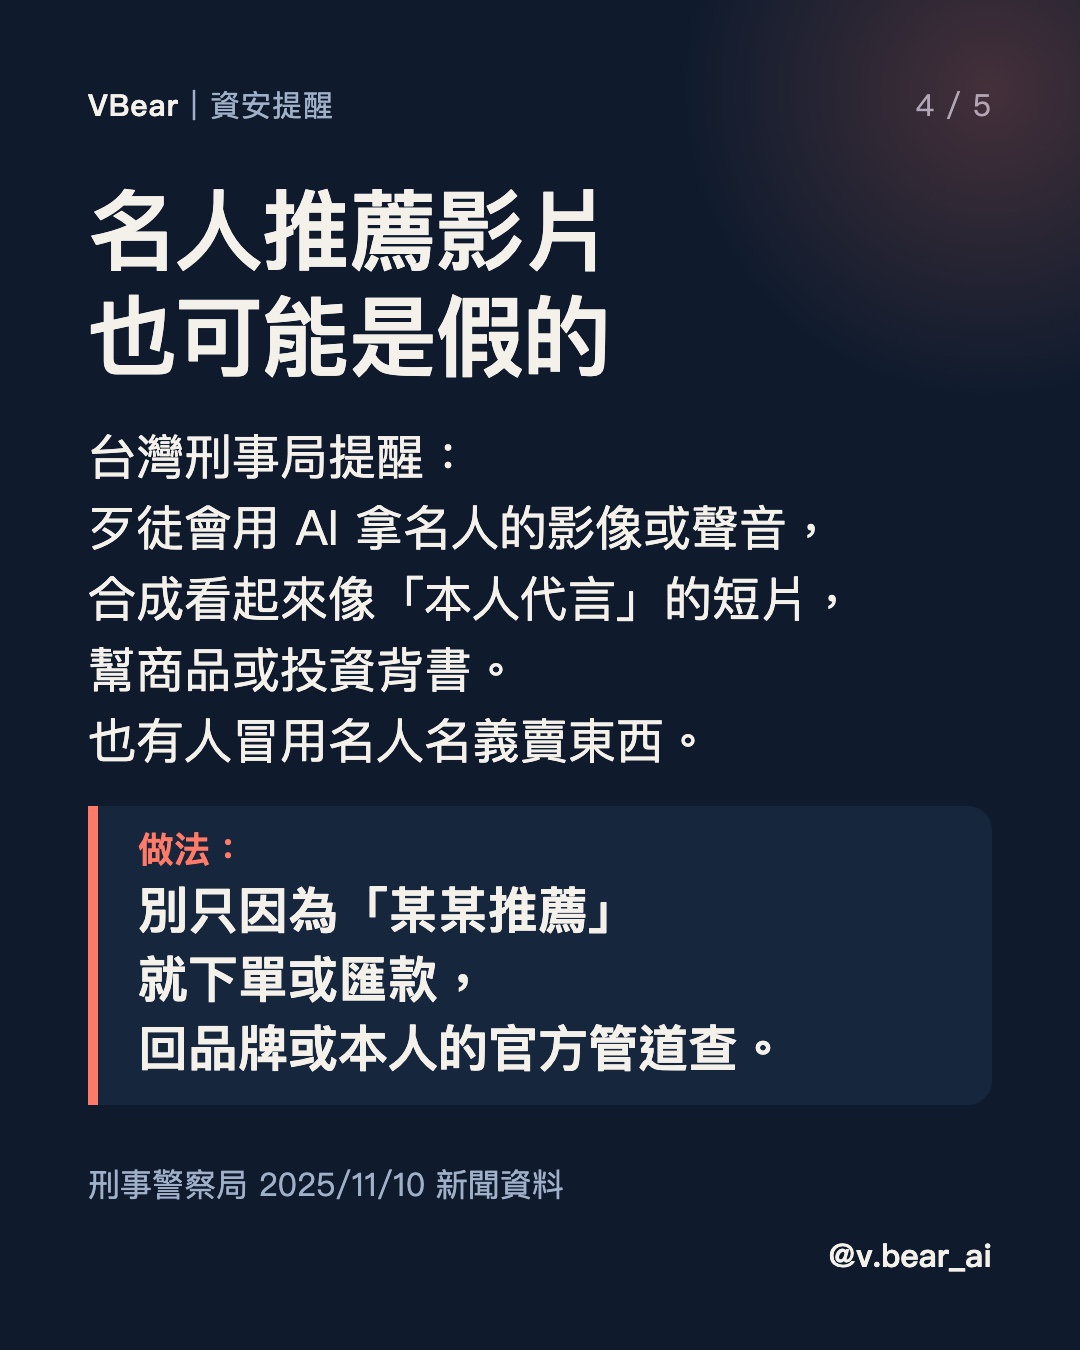 VBear | 資安提醒
4 / 5
名人推薦影片
也可能是假的
台灣刑事局提醒：
歹徒會用 AI 拿名人的影像或聲音，
合成看起來像「本人代言」的短片，
幫商品或投資背書。
也有人冒用名人名義賣東西。
做法：
別只因為「某某推薦」
就下單或匯款，
回品牌或本人的官方管道查。
刑事警察局 2025/11/10 新聞資料
@v.bear_ai